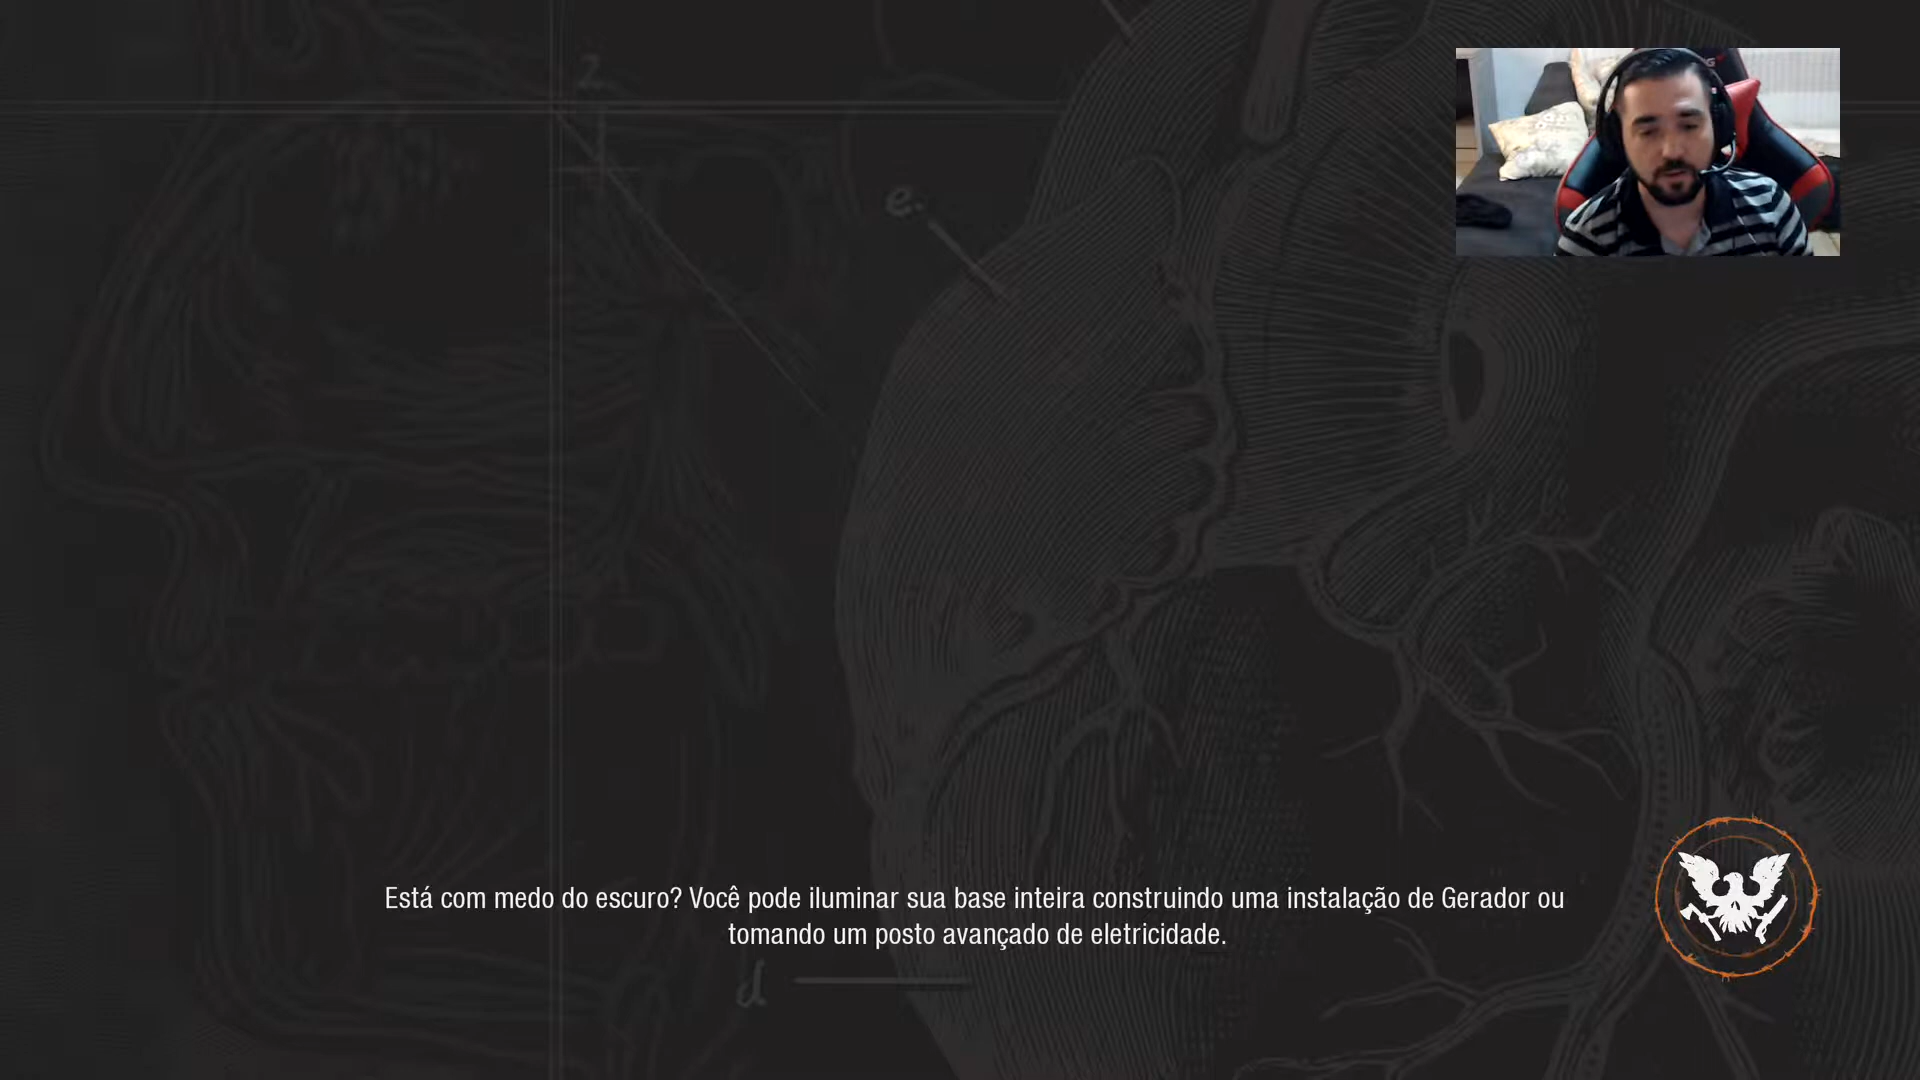 2
e.
Está com medo do escuro? Você pode iluminar sua base inteira construindo uma instalação de Gerador ou
tomando um posto avançado de eletricidade.
d